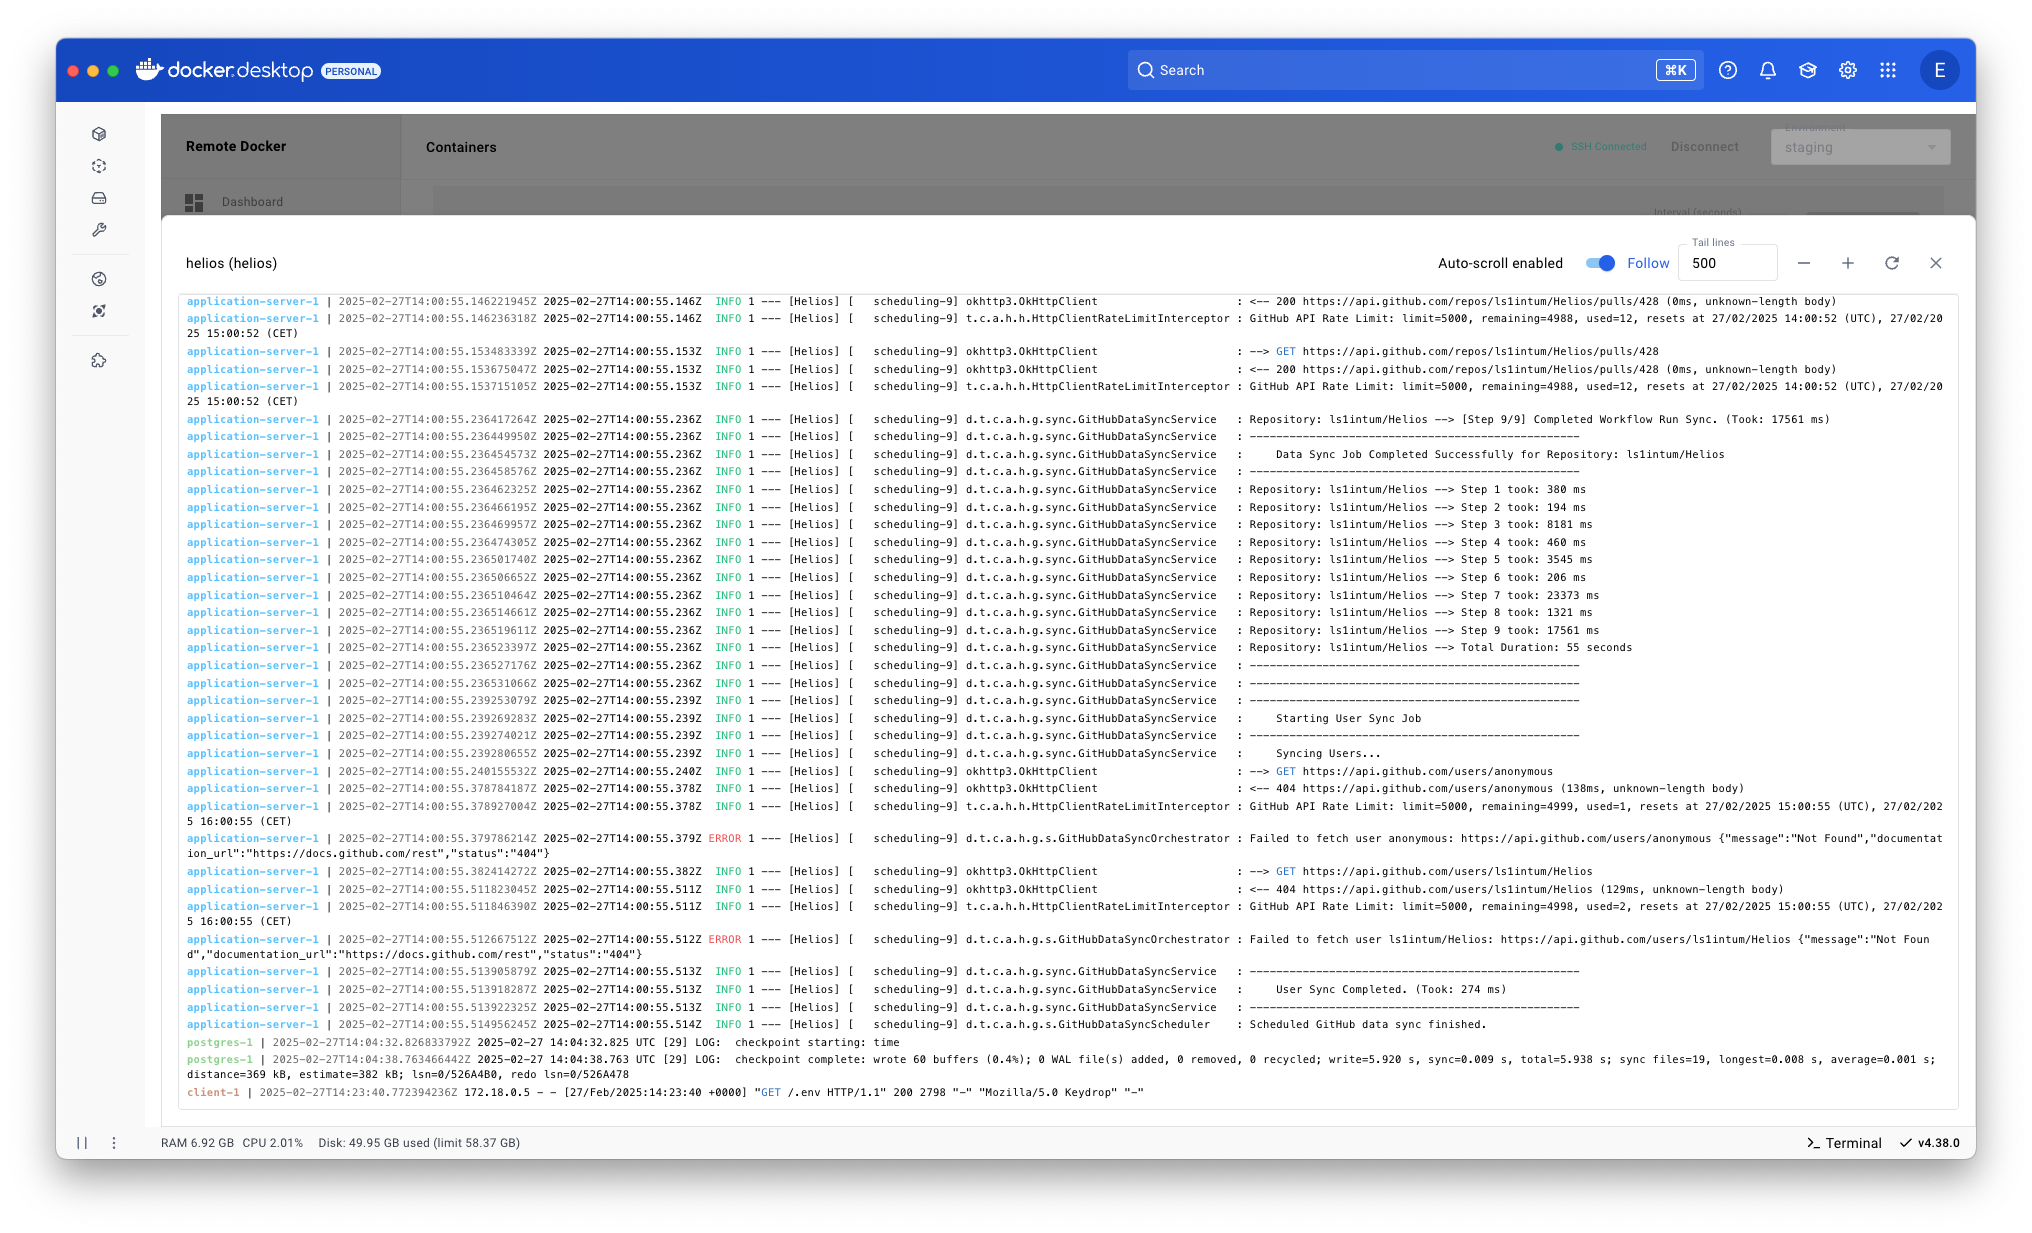 docker.desktop PERSONAL
Search ⌘K
E
Remote Docker
Containers
SSH Connected
Disconnect
Environment
staging
Dashboard
Interval (seconds)
helios (helios)
Auto-scroll enabled
Follow
Tail lines
500
application-server-1 | 2025-02-27T14:00:55.146221945Z 2025-02-27T14:00:55.146Z  INFO 1 --- [Helios] [   scheduling-9] okhttp3.OkHttpClient                     : <-- 200 https://api.github.com/repos/ls1intum/Helios/pulls/428 (0ms, unknown-length body)
application-server-1 | 2025-02-27T14:00:55.146236318Z 2025-02-27T14:00:55.146Z  INFO 1 --- [Helios] [   scheduling-9] t.c.a.h.h.HttpClientRateLimitInterceptor : GitHub API Rate Limit: limit=5000, remaining=4988, used=12, resets at 27/02/2025 14:00:52 (UTC), 27/02/20
25 15:00:52 (CET)
application-server-1 | 2025-02-27T14:00:55.153483339Z 2025-02-27T14:00:55.153Z  INFO 1 --- [Helios] [   scheduling-9] okhttp3.OkHttpClient                     : --> GET https://api.github.com/repos/ls1intum/Helios/pulls/428
application-server-1 | 2025-02-27T14:00:55.153675047Z 2025-02-27T14:00:55.153Z  INFO 1 --- [Helios] [   scheduling-9] okhttp3.OkHttpClient                     : <-- 200 https://api.github.com/repos/ls1intum/Helios/pulls/428 (0ms, unknown-length body)
application-server-1 | 2025-02-27T14:00:55.153715105Z 2025-02-27T14:00:55.153Z  INFO 1 --- [Helios] [   scheduling-9] t.c.a.h.h.HttpClientRateLimitInterceptor : GitHub API Rate Limit: limit=5000, remaining=4988, used=12, resets at 27/02/2025 14:00:52 (UTC), 27/02/20
25 15:00:52 (CET)
application-server-1 | 2025-02-27T14:00:55.236417264Z 2025-02-27T14:00:55.236Z  INFO 1 --- [Helios] [   scheduling-9] d.t.c.a.h.g.sync.GitHubDataSyncService   : Repository: ls1intum/Helios --> [Step 9/9] Completed Workflow Run Sync. (Took: 17561 ms)
application-server-1 | 2025-02-27T14:00:55.236449950Z 2025-02-27T14:00:55.236Z  INFO 1 --- [Helios] [   scheduling-9] d.t.c.a.h.g.sync.GitHubDataSyncService   : --------------------------------------------------
application-server-1 | 2025-02-27T14:00:55.236454573Z 2025-02-27T14:00:55.236Z  INFO 1 --- [Helios] [   scheduling-9] d.t.c.a.h.g.sync.GitHubDataSyncService   :     Data Sync Job Completed Successfully for Repository: ls1intum/Helios
application-server-1 | 2025-02-27T14:00:55.236458576Z 2025-02-27T14:00:55.236Z  INFO 1 --- [Helios] [   scheduling-9] d.t.c.a.h.g.sync.GitHubDataSyncService   : --------------------------------------------------
application-server-1 | 2025-02-27T14:00:55.236462325Z 2025-02-27T14:00:55.236Z  INFO 1 --- [Helios] [   scheduling-9] d.t.c.a.h.g.sync.GitHubDataSyncService   : Repository: ls1intum/Helios --> Step 1 took: 380 ms
application-server-1 | 2025-02-27T14:00:55.236466195Z 2025-02-27T14:00:55.236Z  INFO 1 --- [Helios] [   scheduling-9] d.t.c.a.h.g.sync.GitHubDataSyncService   : Repository: ls1intum/Helios --> Step 2 took: 194 ms
application-server-1 | 2025-02-27T14:00:55.236469957Z 2025-02-27T14:00:55.236Z  INFO 1 --- [Helios] [   scheduling-9] d.t.c.a.h.g.sync.GitHubDataSyncService   : Repository: ls1intum/Helios --> Step 3 took: 8181 ms
application-server-1 | 2025-02-27T14:00:55.236474305Z 2025-02-27T14:00:55.236Z  INFO 1 --- [Helios] [   scheduling-9] d.t.c.a.h.g.sync.GitHubDataSyncService   : Repository: ls1intum/Helios --> Step 4 took: 460 ms
application-server-1 | 2025-02-27T14:00:55.236501740Z 2025-02-27T14:00:55.236Z  INFO 1 --- [Helios] [   scheduling-9] d.t.c.a.h.g.sync.GitHubDataSyncService   : Repository: ls1intum/Helios --> Step 5 took: 3545 ms
application-server-1 | 2025-02-27T14:00:55.236506652Z 2025-02-27T14:00:55.236Z  INFO 1 --- [Helios] [   scheduling-9] d.t.c.a.h.g.sync.GitHubDataSyncService   : Repository: ls1intum/Helios --> Step 6 took: 206 ms
application-server-1 | 2025-02-27T14:00:55.236510464Z 2025-02-27T14:00:55.236Z  INFO 1 --- [Helios] [   scheduling-9] d.t.c.a.h.g.sync.GitHubDataSyncService   : Repository: ls1intum/Helios --> Step 7 took: 23373 ms
application-server-1 | 2025-02-27T14:00:55.236514661Z 2025-02-27T14:00:55.236Z  INFO 1 --- [Helios] [   scheduling-9] d.t.c.a.h.g.sync.GitHubDataSyncService   : Repository: ls1intum/Helios --> Step 8 took: 1321 ms
application-server-1 | 2025-02-27T14:00:55.236519611Z 2025-02-27T14:00:55.236Z  INFO 1 --- [Helios] [   scheduling-9] d.t.c.a.h.g.sync.GitHubDataSyncService   : Repository: ls1intum/Helios --> Step 9 took: 17561 ms
application-server-1 | 2025-02-27T14:00:55.236523397Z 2025-02-27T14:00:55.236Z  INFO 1 --- [Helios] [   scheduling-9] d.t.c.a.h.g.sync.GitHubDataSyncService   : Repository: ls1intum/Helios --> Total Duration: 55 seconds
application-server-1 | 2025-02-27T14:00:55.236527176Z 2025-02-27T14:00:55.236Z  INFO 1 --- [Helios] [   scheduling-9] d.t.c.a.h.g.sync.GitHubDataSyncService   : --------------------------------------------------
application-server-1 | 2025-02-27T14:00:55.236531066Z 2025-02-27T14:00:55.236Z  INFO 1 --- [Helios] [   scheduling-9] d.t.c.a.h.g.sync.GitHubDataSyncService   : --------------------------------------------------
application-server-1 | 2025-02-27T14:00:55.239253079Z 2025-02-27T14:00:55.239Z  INFO 1 --- [Helios] [   scheduling-9] d.t.c.a.h.g.sync.GitHubDataSyncService   : --------------------------------------------------
application-server-1 | 2025-02-27T14:00:55.239269283Z 2025-02-27T14:00:55.239Z  INFO 1 --- [Helios] [   scheduling-9] d.t.c.a.h.g.sync.GitHubDataSyncService   :     Starting User Sync Job
application-server-1 | 2025-02-27T14:00:55.239274021Z 2025-02-27T14:00:55.239Z  INFO 1 --- [Helios] [   scheduling-9] d.t.c.a.h.g.sync.GitHubDataSyncService   : --------------------------------------------------
application-server-1 | 2025-02-27T14:00:55.239280655Z 2025-02-27T14:00:55.239Z  INFO 1 --- [Helios] [   scheduling-9] d.t.c.a.h.g.sync.GitHubDataSyncService   :     Syncing Users...
application-server-1 | 2025-02-27T14:00:55.240155532Z 2025-02-27T14:00:55.240Z  INFO 1 --- [Helios] [   scheduling-9] okhttp3.OkHttpClient                     : --> GET https://api.github.com/users/anonymous
application-server-1 | 2025-02-27T14:00:55.378784187Z 2025-02-27T14:00:55.378Z  INFO 1 --- [Helios] [   scheduling-9] okhttp3.OkHttpClient                     : <-- 404 https://api.github.com/users/anonymous (138ms, unknown-length body)
application-server-1 | 2025-02-27T14:00:55.378927004Z 2025-02-27T14:00:55.378Z  INFO 1 --- [Helios] [   scheduling-9] t.c.a.h.h.HttpClientRateLimitInterceptor : GitHub API Rate Limit: limit=5000, remaining=4999, used=1, resets at 27/02/2025 15:00:55 (UTC), 27/02/202
5 16:00:55 (CET)
application-server-1 | 2025-02-27T14:00:55.379786214Z 2025-02-27T14:00:55.379Z ERROR 1 --- [Helios] [   scheduling-9] d.t.c.a.h.g.s.GitHubDataSyncOrchestrator : Failed to fetch user anonymous: https://api.github.com/users/anonymous {"message":"Not Found","documentat
ion_url":"https://docs.github.com/rest","status":"404"}
application-server-1 | 2025-02-27T14:00:55.382414272Z 2025-02-27T14:00:55.382Z  INFO 1 --- [Helios] [   scheduling-9] okhttp3.OkHttpClient                     : --> GET https://api.github.com/users/ls1intum/Helios
application-server-1 | 2025-02-27T14:00:55.511823045Z 2025-02-27T14:00:55.511Z  INFO 1 --- [Helios] [   scheduling-9] okhttp3.OkHttpClient                     : <-- 404 https://api.github.com/users/ls1intum/Helios (129ms, unknown-length body)
application-server-1 | 2025-02-27T14:00:55.511846390Z 2025-02-27T14:00:55.511Z  INFO 1 --- [Helios] [   scheduling-9] t.c.a.h.h.HttpClientRateLimitInterceptor : GitHub API Rate Limit: limit=5000, remaining=4998, used=2, resets at 27/02/2025 15:00:55 (UTC), 27/02/202
5 16:00:55 (CET)
application-server-1 | 2025-02-27T14:00:55.512667512Z 2025-02-27T14:00:55.512Z ERROR 1 --- [Helios] [   scheduling-9] d.t.c.a.h.g.s.GitHubDataSyncOrchestrator : Failed to fetch user ls1intum/Helios: https://api.github.com/users/ls1intum/Helios {"message":"Not Foun
d","documentation_url":"https://docs.github.com/rest","status":"404"}
application-server-1 | 2025-02-27T14:00:55.513905879Z 2025-02-27T14:00:55.513Z  INFO 1 --- [Helios] [   scheduling-9] d.t.c.a.h.g.sync.GitHubDataSyncService   : --------------------------------------------------
application-server-1 | 2025-02-27T14:00:55.513918287Z 2025-02-27T14:00:55.513Z  INFO 1 --- [Helios] [   scheduling-9] d.t.c.a.h.g.sync.GitHubDataSyncService   :     User Sync Completed. (Took: 274 ms)
application-server-1 | 2025-02-27T14:00:55.513922325Z 2025-02-27T14:00:55.513Z  INFO 1 --- [Helios] [   scheduling-9] d.t.c.a.h.g.sync.GitHubDataSyncService   : --------------------------------------------------
application-server-1 | 2025-02-27T14:00:55.514956245Z 2025-02-27T14:00:55.514Z  INFO 1 --- [Helios] [   scheduling-9] d.t.c.a.h.g.s.GitHubDataSyncScheduler    : Scheduled GitHub data sync finished.
postgres-1 | 2025-02-27T14:04:32.826833792Z 2025-02-27 14:04:32.825 UTC [29] LOG:  checkpoint starting: time
postgres-1 | 2025-02-27T14:04:38.763466442Z 2025-02-27 14:04:38.763 UTC [29] LOG:  checkpoint complete: wrote 60 buffers (0.4%); 0 WAL file(s) added, 0 removed, 0 recycled; write=5.920 s, sync=0.009 s, total=5.938 s; sync files=19, longest=0.008 s, average=0.001 s;
distance=369 kB, estimate=382 kB; lsn=0/526A4B0, redo lsn=0/526A478
client-1 | 2025-02-27T14:23:40.772394236Z 172.18.0.5 - - [27/Feb/2025:14:23:40 +0000] "GET /.env HTTP/1.1" 200 2798 "-" "Mozilla/5.0 Keydrop" "-"
RAM 6.92 GB  CPU 2.01%  Disk: 49.95 GB used (limit 58.37 GB)
Terminal
v4.38.0